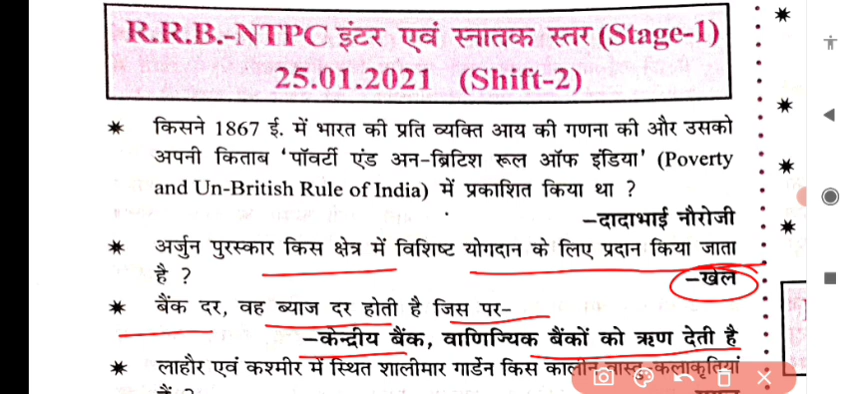 R.R.B.-NTPC इंटर एवं स्नातक स्तर (Stage-1)
25.01.2021 (Shift-2)
* किसने 1867 ई. में भारत की प्रति व्यक्ति आय की गणना की और उसको
अपनी किताब ‘पॉवर्टी एंड अन-ब्रिटिश रूल ऑफ इंडिया’ (Poverty
and Un-British Rule of India) में प्रकाशित किया था ?
–दादाभाई नौरोजी
* अर्जुन पुरस्कार किस क्षेत्र में विशिष्ट योगदान के लिए प्रदान किया जाता
है ?
–खेल
* बैंक दर, वह ब्याज दर होती है जिस पर–
–केन्द्रीय बैंक, वाणिज्यिक बैंकों को ऋण देती है
* लाहौर एवं कश्मीर में स्थित शालीमार गार्डेन किस कालीन वास्तु-कलाकृतियां